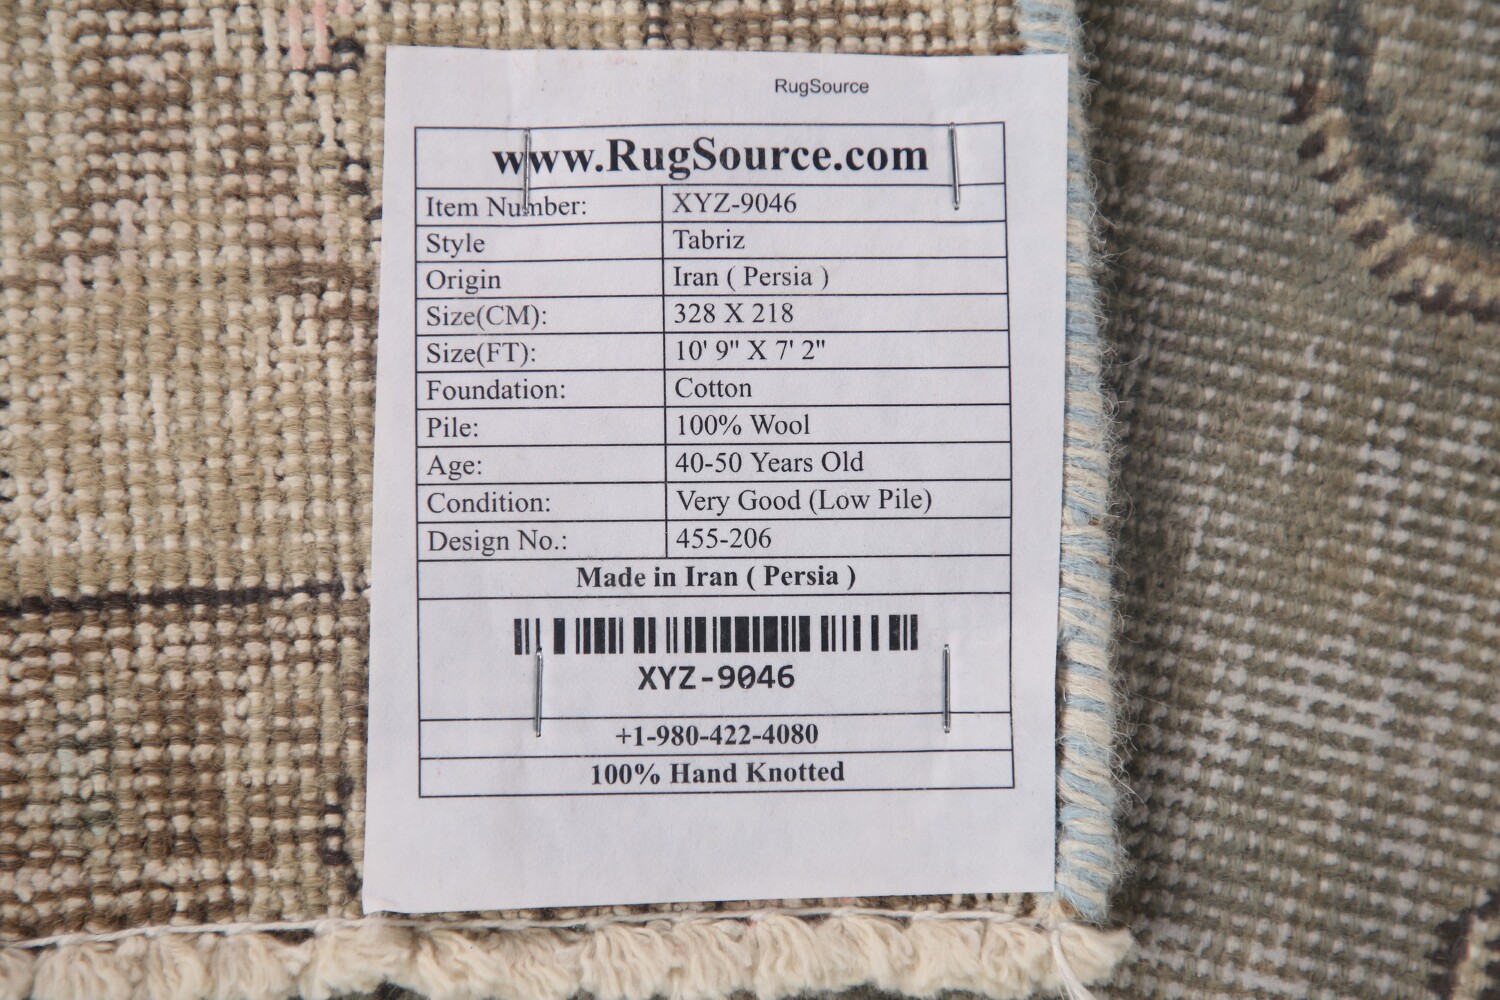 RugSource
www.RugSource.com
Item Number: XYZ-9046
Style Tabriz
Origin Iran ( Persia )
Size(CM): 328 X 218
Size(FT): 10' 9" X 7' 2"
Foundation: Cotton
Pile: 100% Wool
Age: 40-50 Years Old
Condition: Very Good (Low Pile)
Design No.: 455-206
Made in Iran ( Persia )
XYZ-9046
+1-980-422-4080
100% Hand Knotted